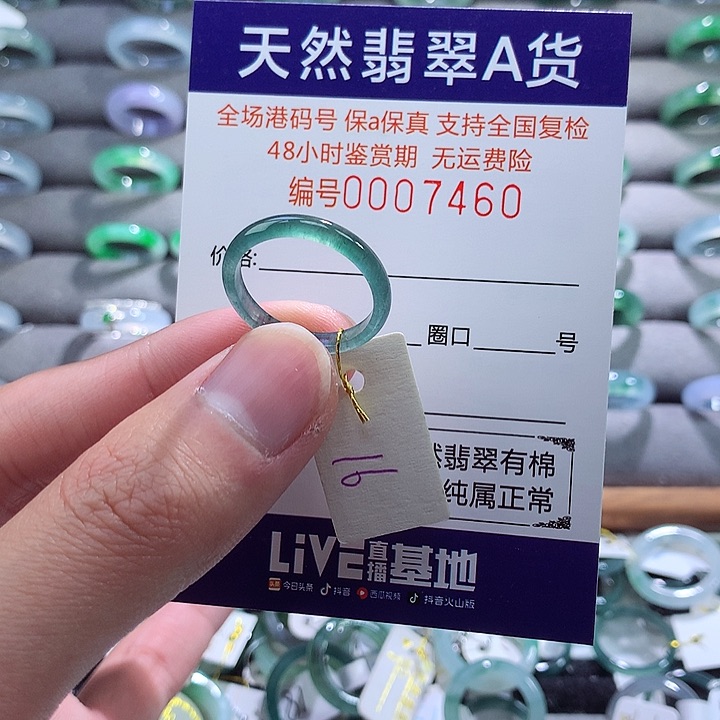 天然翡翠A货
全场港码号 保a保真 支持全国复检
48小时鉴赏期 无运费险
编号0007460
价格:
圈口 号
然翡翠有棉
纯属正常
16
LiVE直播基地
头条 今日头条 抖音 西瓜视频 抖音火山版